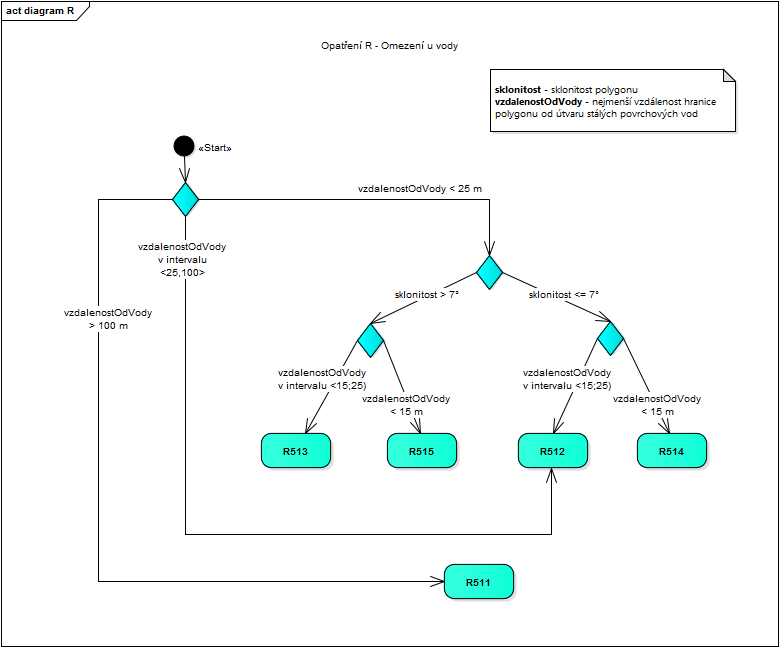 act diagram R
Opatření R - Omezení u vody
sklonitost - sklonitost polygonu
vzdalenostOdVody - nejmenší vzdálenost hranice
polygonu od útvaru stálých povrchových vod
«Start»
vzdalenostOdVody < 25 m
vzdalenostOdVody
v intervalu
<25,100>
sklonitost > 7°
sklonitost <= 7°
vzdalenostOdVody
> 100 m
vzdalenostOdVody
v intervalu <15;25)
vzdalenostOdVody
< 15 m
vzdalenostOdVody
v intervalu <15;25)
vzdalenostOdVody
< 15 m
R513
R515
R512
R514
R511